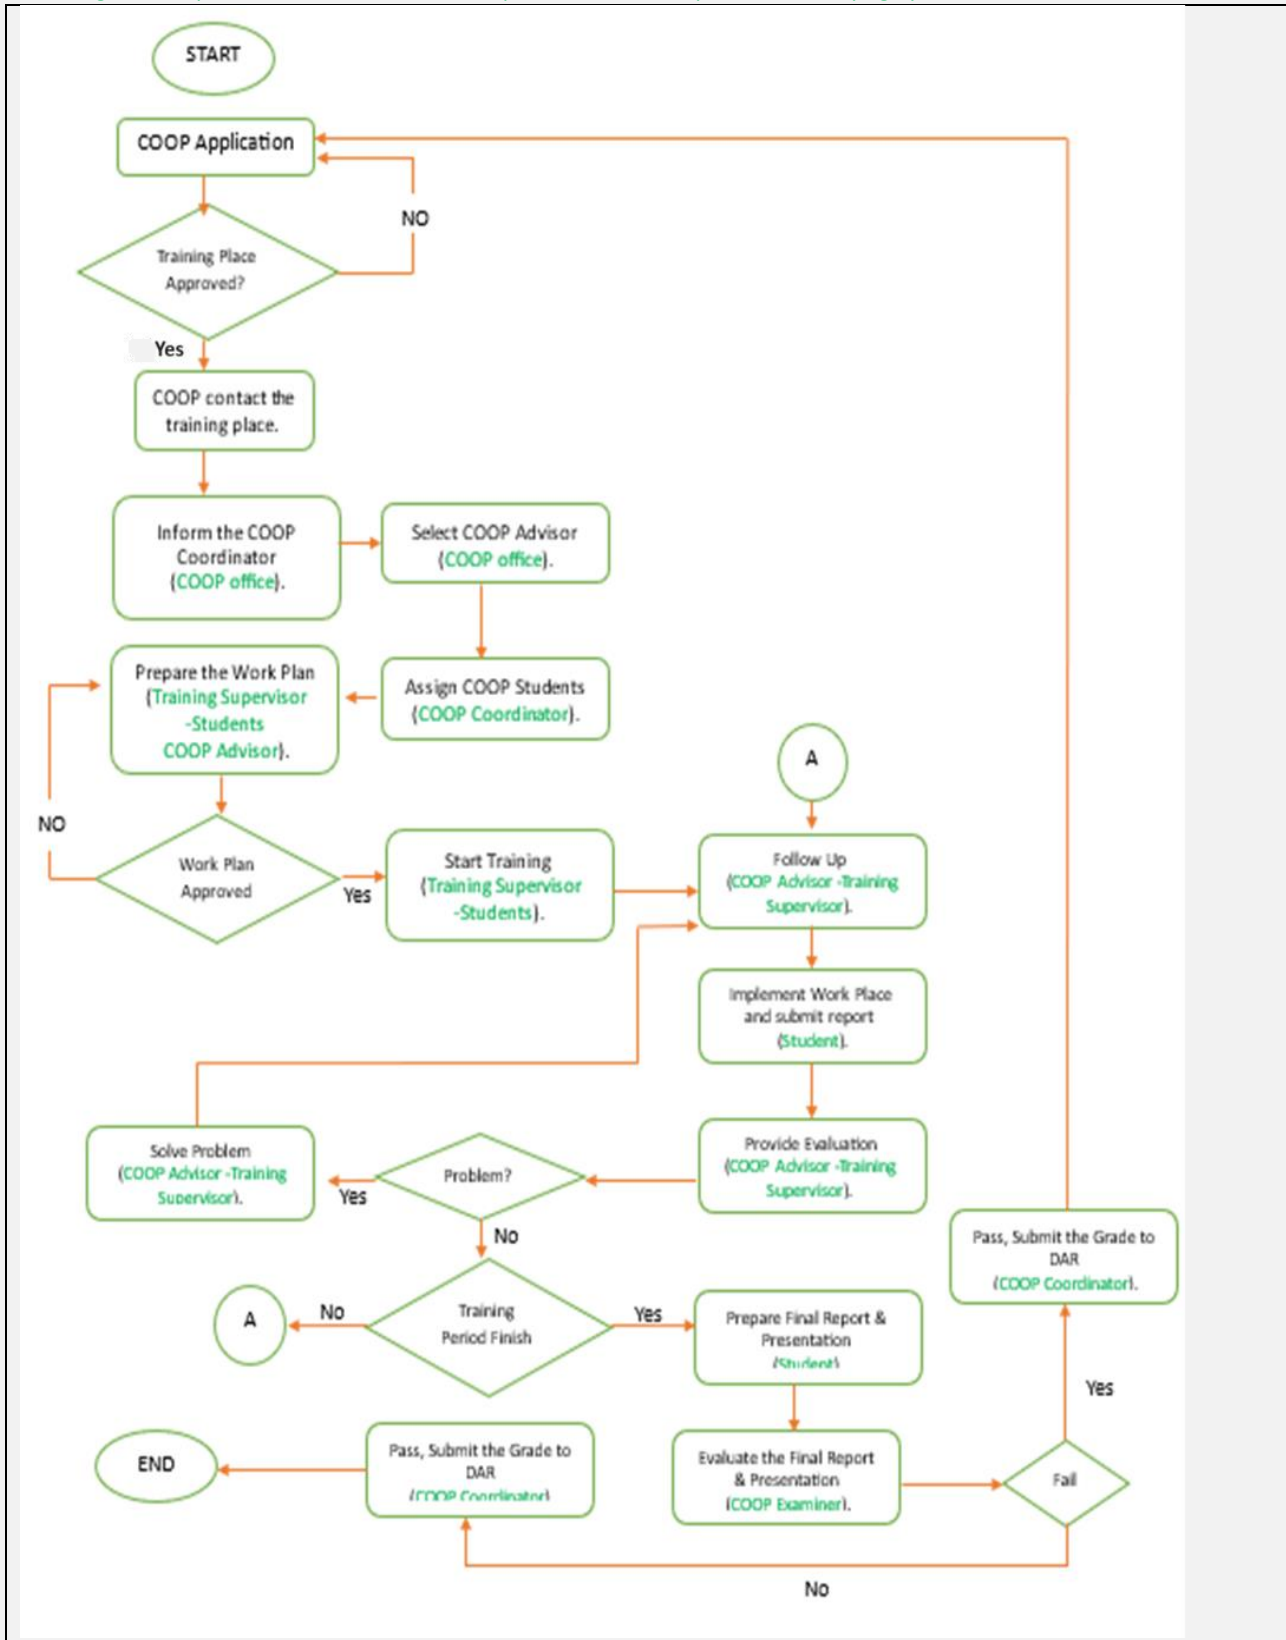 START
COOP Application
NO
Training Place
Approved?
Yes
COOP contact the
training place.
Inform the COOP
Coordinator
(COOP office).
Select COOP Advisor
(COOP office).
Prepare the Work Plan
(Training Supervisor
-Students
COOP Advisor).
Assign COOP Students
(COOP Coordinator).
A
NO
Work Plan
Approved
Yes
Start Training
(Training Supervisor
-Students).
Follow Up
(COOP Advisor -Training
Supervisor).
Implement Work Place
and submit report
(Student).
Provide Evaluation
(COOP Advisor -Training
Supervisor).
Problem?
Yes
Solve Problem
(COOP Advisor -Training
Supervisor).
No
Training
Period Finish
No
A
Yes
Prepare Final Report &
Presentation
(Student)
Pass, Submit the Grade to
DAR
(COOP Coordinator).
Yes
Evaluate the Final Report
& Presentation
(COOP Examiner).
Fail
Pass, Submit the Grade to
DAR
(COOP Coordinator)
END
No